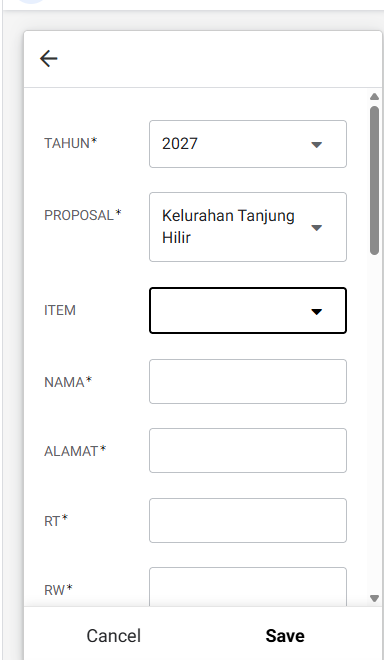 TAHUN*
2027
PROPOSAL*
Kelurahan Tanjung
Hilir
ITEM
NAMA*
ALAMAT*
RT*
RW*
Cancel
Save